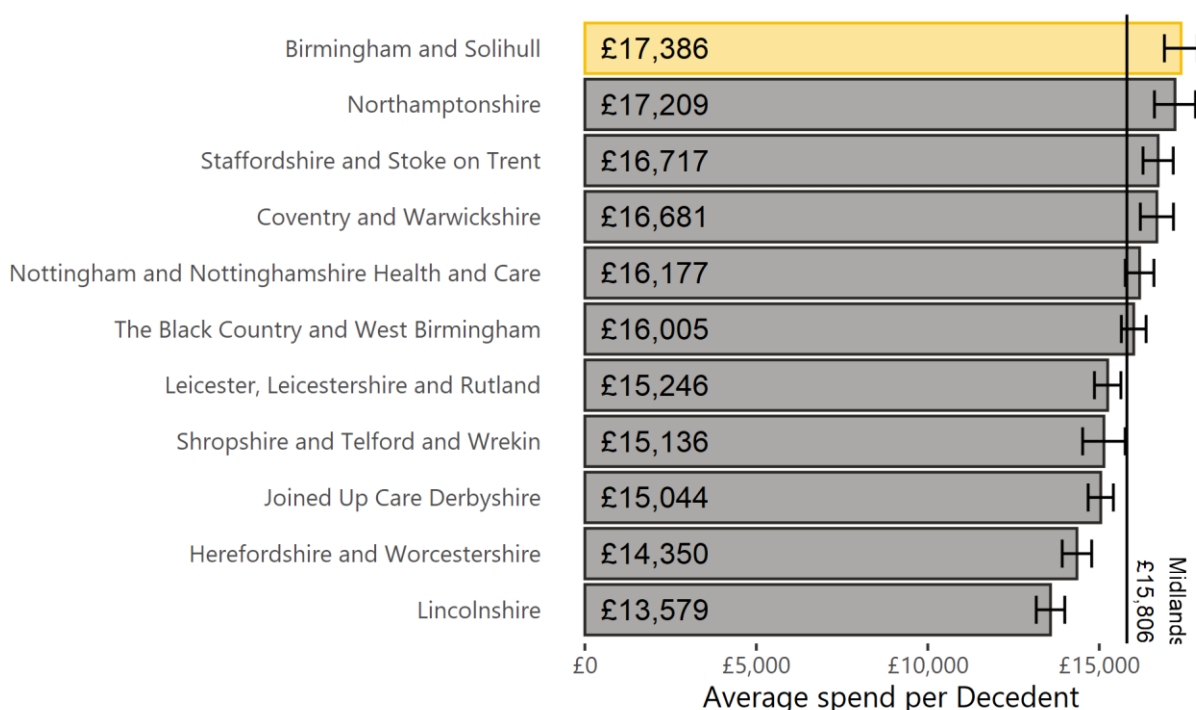 Birmingham and Solihull £17,386
Northamptonshire £17,209
Staffordshire and Stoke on Trent £16,717
Coventry and Warwickshire £16,681
Nottingham and Nottinghamshire Health and Care £16,177
The Black Country and West Birmingham £16,005
Leicester, Leicestershire and Rutland £15,246
Shropshire and Telford and Wrekin £15,136
Joined Up Care Derbyshire £15,044
Herefordshire and Worcestershire £14,350
Lincolnshire £13,579
Midlands
£15,806
£0 £5,000 £10,000 £15,000
Average spend per Decedent